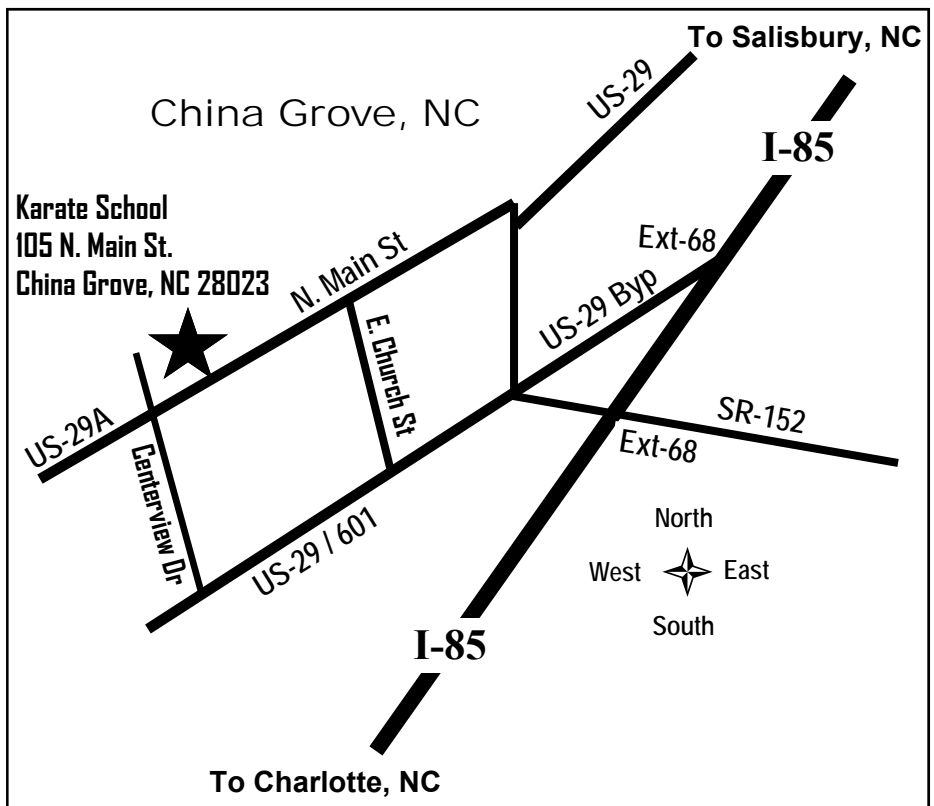 To Salisbury, NC
US-29
China Grove, NC
I-85
Karate School
105 N. Main St.
China Grove, NC 28023
Ext-68
N. Main St
US-29 Byp
E. Church St
US-29A
SR-152
Ext-68
Centerview Dr
US-29 / 601
North
West
East
South
I-85
To Charlotte, NC